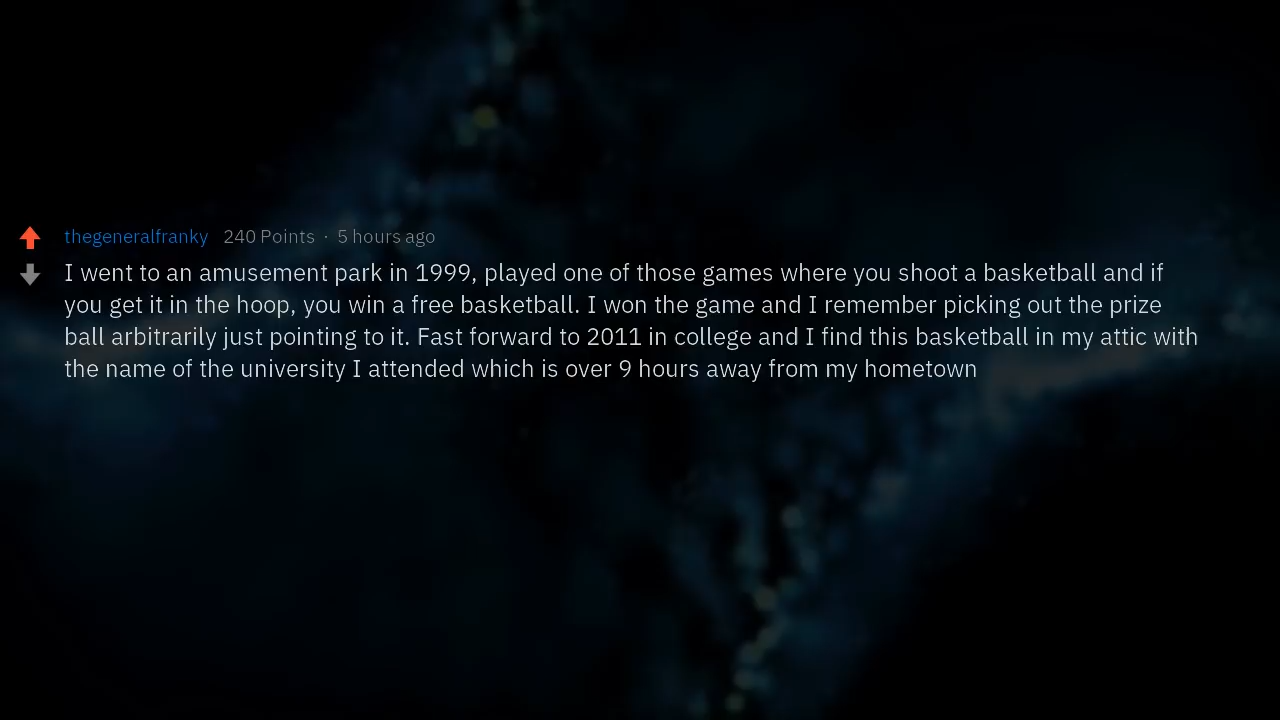 thegeneralfranky 240 Points · 5 hours ago
I went to an amusement park in 1999, played one of those games where you shoot a basketball and if
you get it in the hoop, you win a free basketball. I won the game and I remember picking out the prize
ball arbitrarily just pointing to it. Fast forward to 2011 in college and I find this basketball in my attic with
the name of the university I attended which is over 9 hours away from my hometown